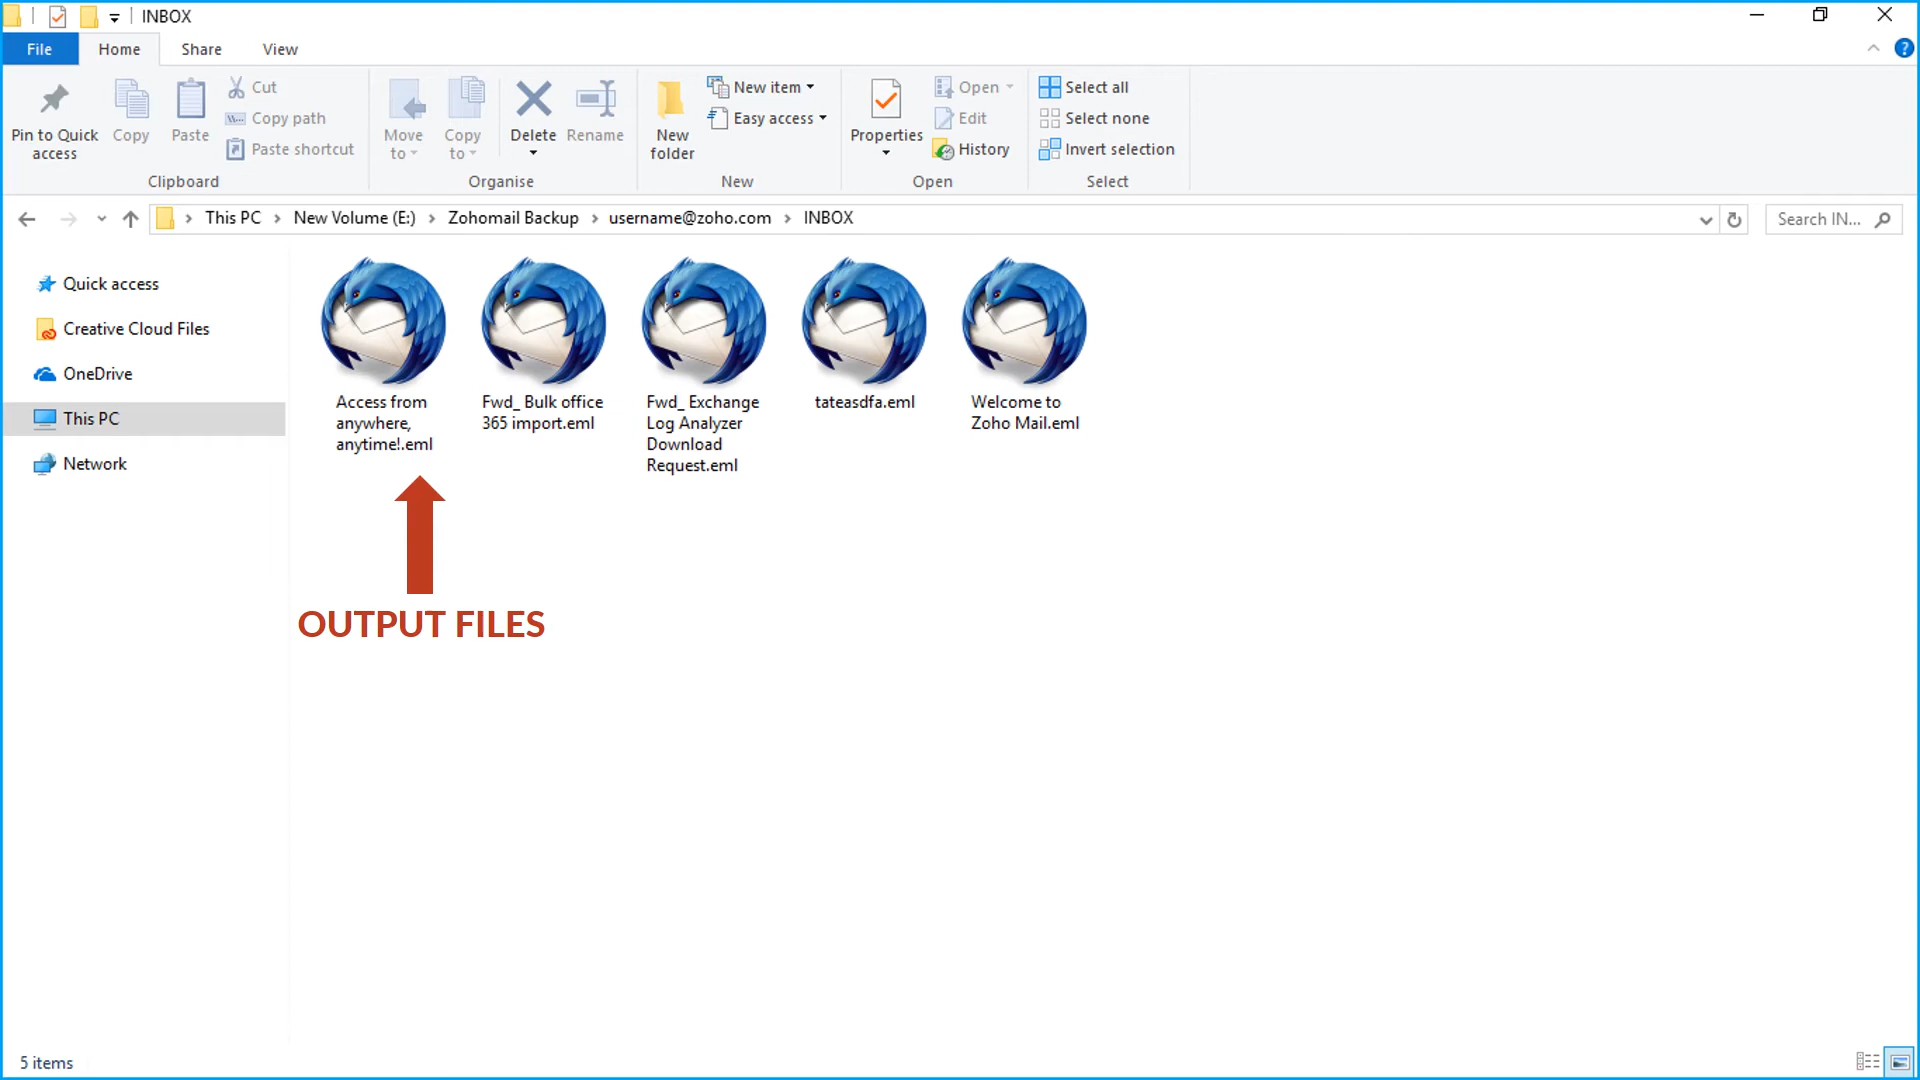 INBOX
File Home Share View
Pin to Quick access
Copy
Paste
Cut
Copy path
Paste shortcut
Clipboard
Move to
Copy to
Delete
Rename
Organise
New folder
New item
Easy access
New
Properties
Open
Edit
History
Open
Select all
Select none
Invert selection
Select
This PC > New Volume (E:) > Zohomail Backup > username@zoho.com > INBOX
Search IN...
Quick access
Creative Cloud Files
OneDrive
This PC
Network
Access from
anywhere,
anytime!.eml
Fwd_ Bulk office
365 import.eml
Fwd_ Exchange
Log Analyzer
Download
Request.eml
tateasdfa.eml
Welcome to
Zoho Mail.eml
OUTPUT FILES
5 items